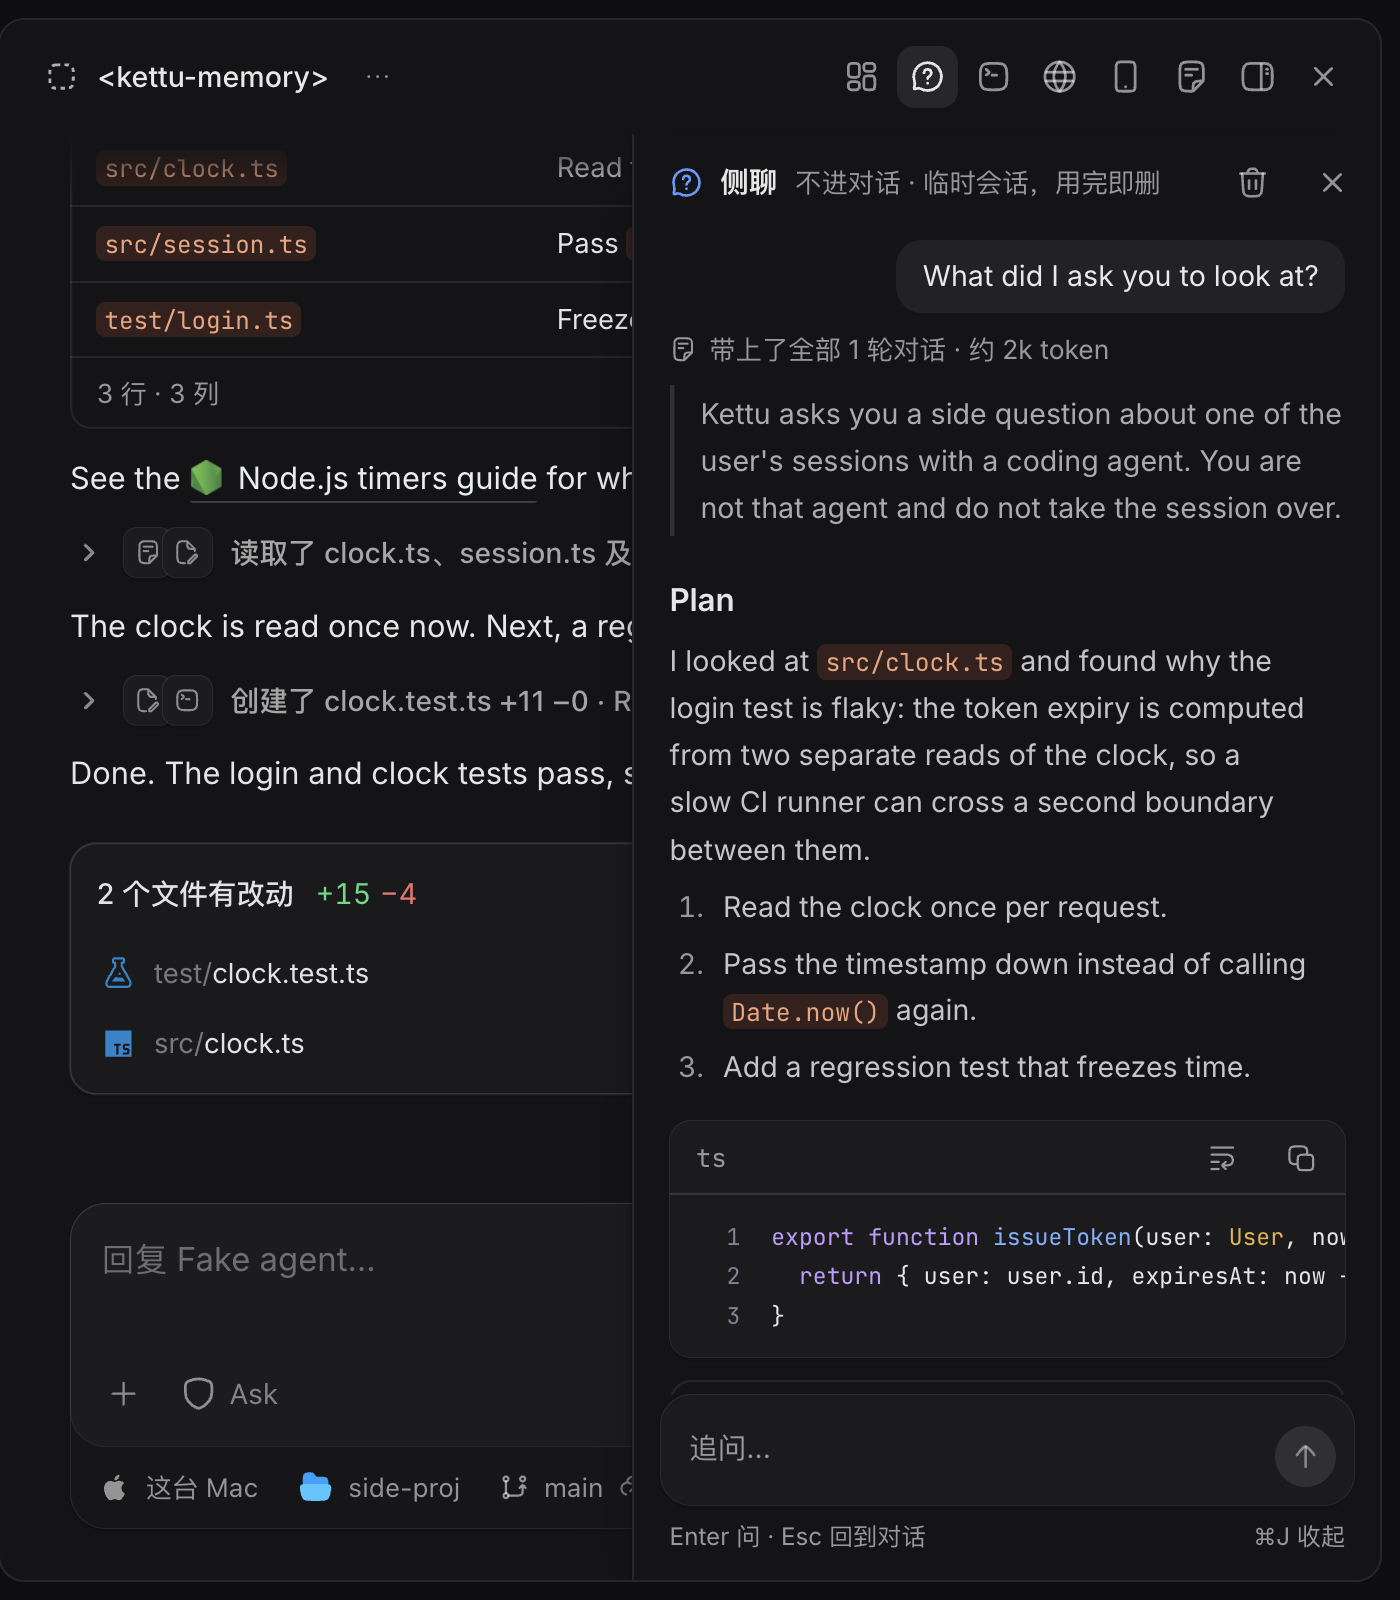 <kettu-memory> ...
src/clock.ts Read
src/session.ts Pass
test/login.ts Freeze
3 行 · 3 列
See the Node.js timers guide for wh
读取了 clock.ts、session.ts 及
The clock is read once now. Next, a reg
创建了 clock.test.ts +11 −0 · R
Done. The login and clock tests pass, s
2 个文件有改动 +15 −4
test/clock.test.ts
TS src/clock.ts
回复 Fake agent...
Ask
这台 Mac side-proj main
侧聊 不进对话 · 临时会话，用完即删
What did I ask you to look at?
带上了全部 1 轮对话 · 约 2k token
Kettu asks you a side question about one of the
user's sessions with a coding agent. You are
not that agent and do not take the session over.
Plan
I looked at src/clock.ts and found why the
login test is flaky: the token expiry is computed
from two separate reads of the clock, so a
slow CI runner can cross a second boundary
between them.
1. Read the clock once per request.
2. Pass the timestamp down instead of calling
Date.now() again.
3. Add a regression test that freezes time.
ts
1 export function issueToken(user: User, now
2 return { user: user.id, expiresAt: now
3 }
追问...
Enter 问 · Esc 回到对话 ⌘J 收起